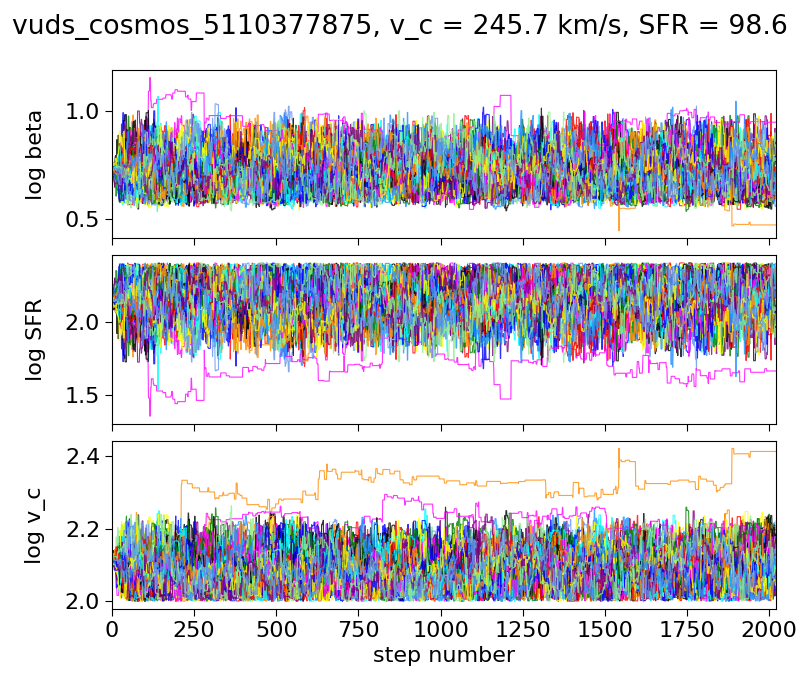 vuds_cosmos_5110377875, v_c = 245.7 km/s, SFR = 98.6
1.0
0.5
log beta
2.0
1.5
log SFR
2.4
2.2
2.0
log v_c
0 250 500 750 1000 1250 1500 1750 2000
step number